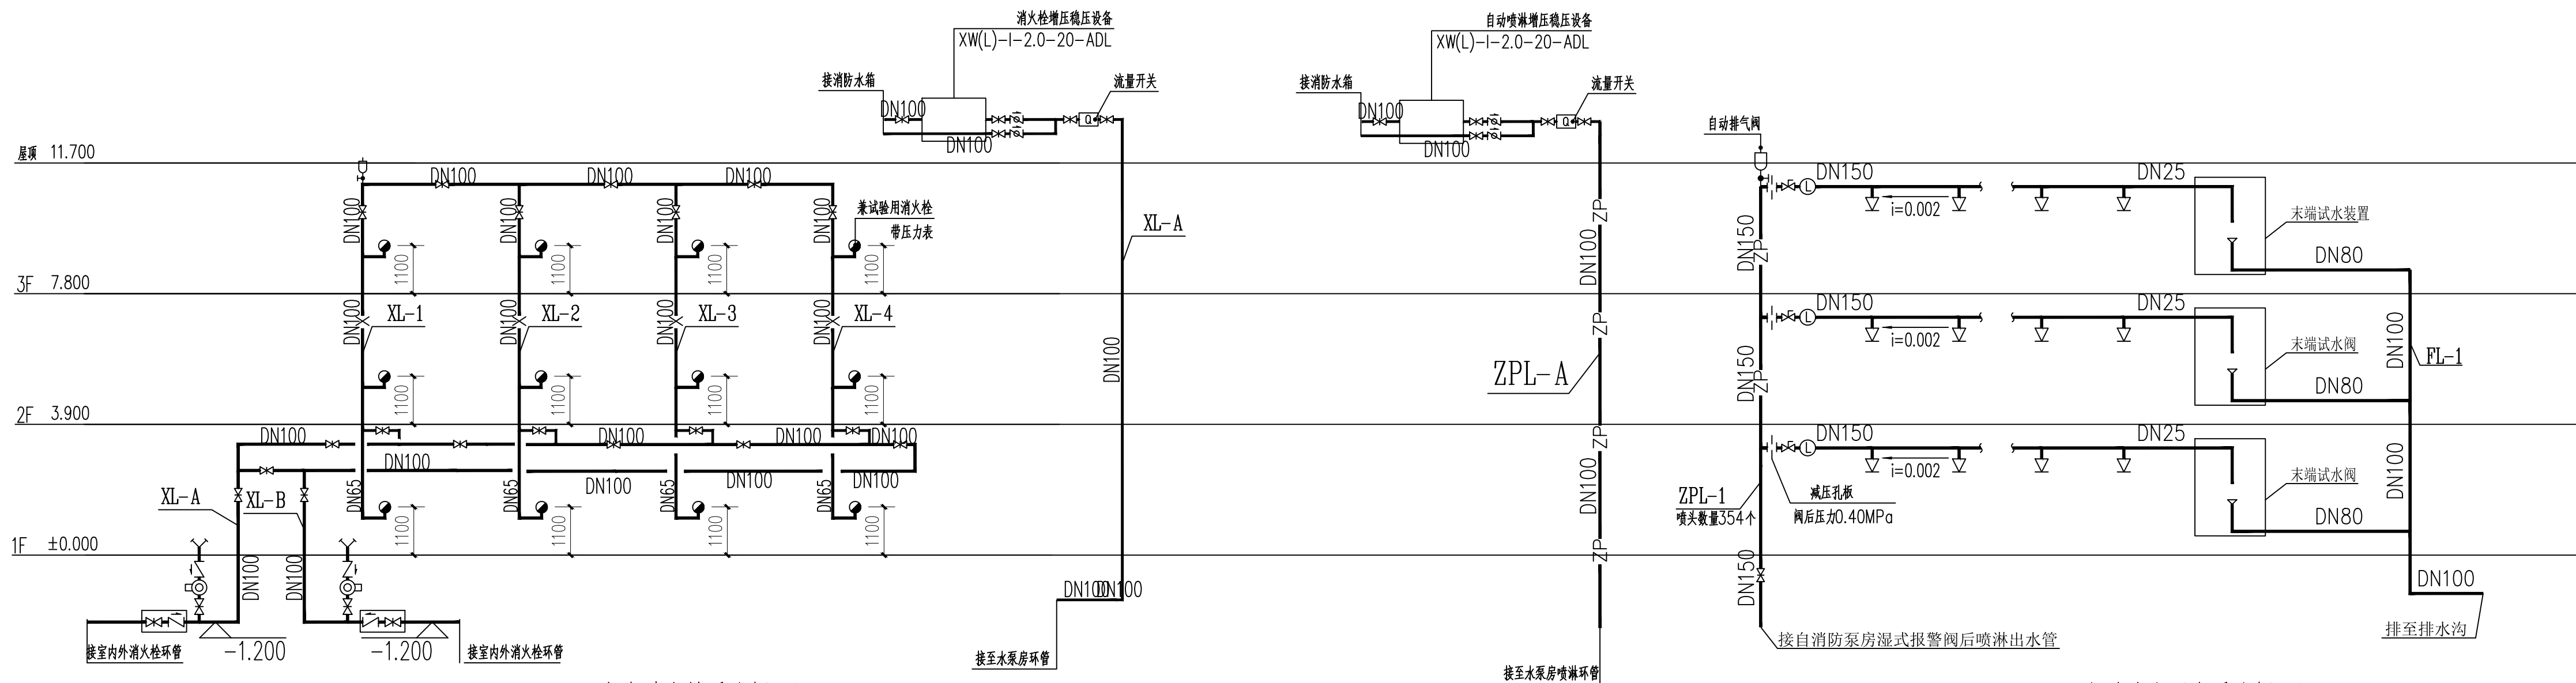 消火栓增压稳压设备
XW(L)-I-2.0-20-ADL
接消防水箱
流量开关
DN100
Q
DN100
自动喷淋增压稳压设备
XW(L)-I-2.0-20-ADL
接消防水箱
流量开关
DN100
Q
DN100
自动排气阀
屋顶 11.700
DN100 DN100 DN100
DN100 DN100 DN100 DN100
兼试验用消火栓
带压力表
1100 1100 1100 1100
3F 7.800
DN100 DN100 DN100 DN100
XL-1 XL-2 XL-3 XL-4
1100 1100 1100 1100
2F 3.900
DN100 DN100 DN100 DN100
DN100 DN100 DN100 DN100
DN65 DN65 DN65 DN65
XL-A XL-B
1100 1100 1100 1100
1F ±0.000
DN100 DN100
-1.200 -1.200
接室内外消火栓环管
接室内外消火栓环管
XL-A
DN100
DN100 DN100
接至水泵房环管
ZP
DN100
ZP
ZPL-A
ZP
DN100
ZP
接至水泵房喷淋环管
DN150 DN25
L
i=0.002
末端试水装置
DN150
ZP
DN80
DN150 DN25
L
i=0.002
末端试水阀
DN150
ZP
DN80
DN100
FL-1
DN150 DN25
L
i=0.002
末端试水阀
DN100
ZPL-1
喷头数量354个
减压孔板
阀后压力0.40MPa
DN80
DN150
DN100
接自消防泵房湿式报警阀后喷淋出水管
排至排水沟